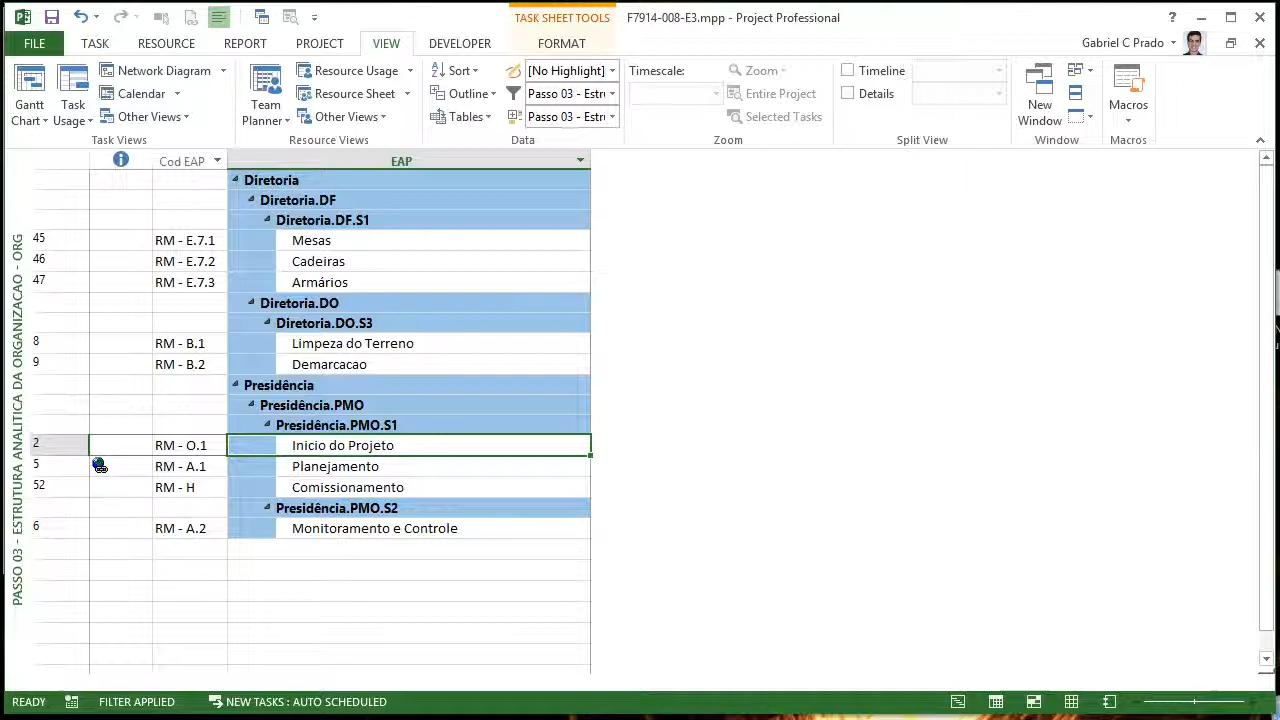 TASK SHEET TOOLS
F7914-008-E3.mpp - Project Professional
FILE
TASK
RESOURCE
REPORT
PROJECT
VIEW
DEVELOPER
FORMAT
Gabriel C Prado
Gantt Chart
Task Usage
Network Diagram
Calendar
Other Views
Task Views
Team Planner
Resource Usage
Resource Sheet
Other Views
Resource Views
Sort
Outline
Tables
[No Highlight]
Passo 03 - Estr
Passo 03 - Estr
Data
Timescale:
Zoom
Entire Project
Selected Tasks
Zoom
Timeline
Details
Split View
New Window
Window
Macros
Macros
Cod EAP
EAP
Diretoria
Diretoria.DF
Diretoria.DF.S1
45 RM - E.7.1 Mesas
46 RM - E.7.2 Cadeiras
47 RM - E.7.3 Armários
Diretoria.DO
Diretoria.DO.S3
8 RM - B.1 Limpeza do Terreno
9 RM - B.2 Demarcacao
Presidência
Presidência.PMO
Presidência.PMO.S1
2 RM - O.1 Inicio do Projeto
5 RM - A.1 Planejamento
52 RM - H Comissionamento
Presidência.PMO.S2
6 RM - A.2 Monitoramento e Controle
PASSO 03 - ESTRUTURA ANALITICA DA ORGANIZACAO - ORG
READY
FILTER APPLIED
NEW TASKS : AUTO SCHEDULED